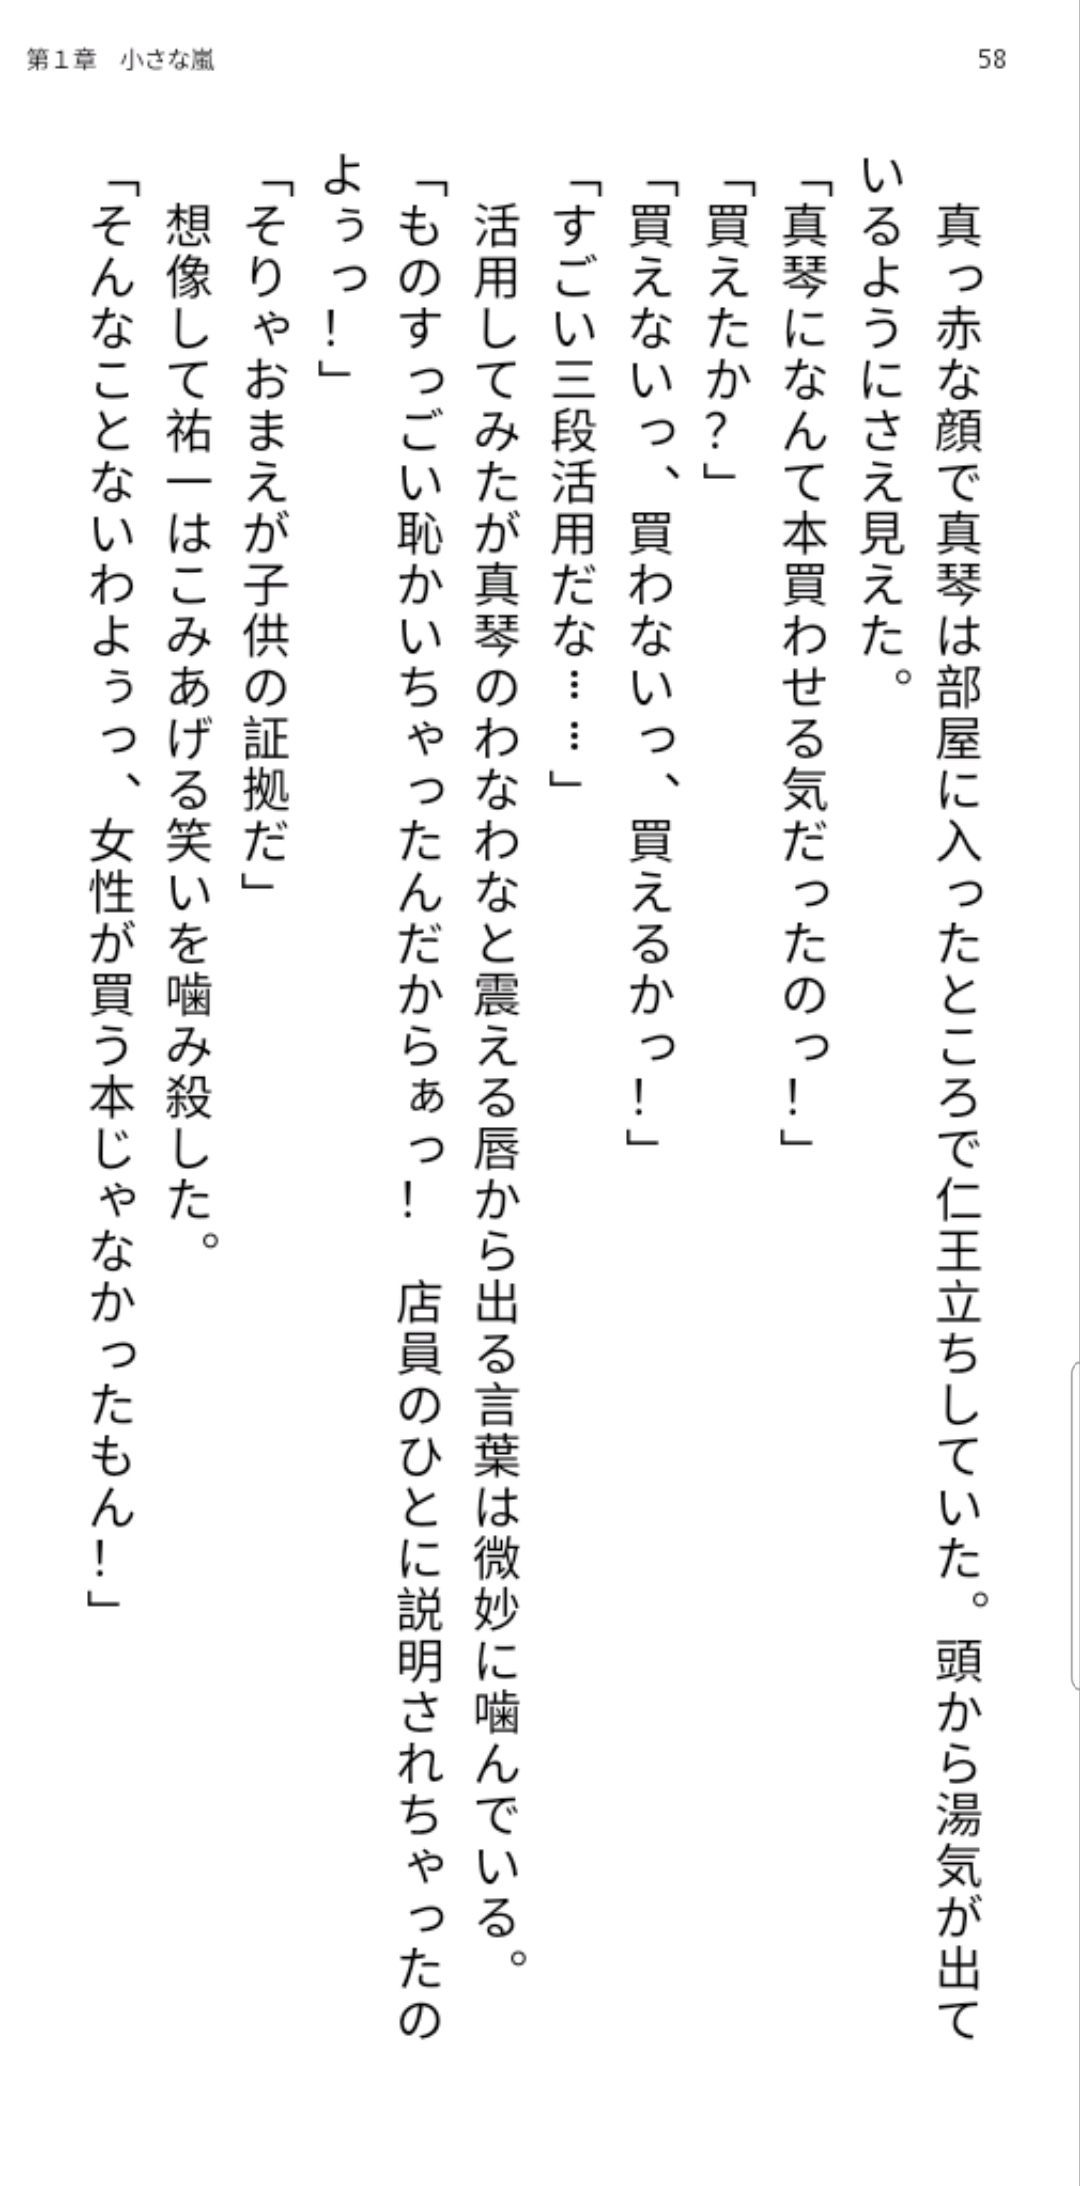 第１章　小さな嵐
58
　真っ赤な顔で真琴は部屋に入ったところで仁王立ちしていた。頭から湯気が出て
いるようにさえ見えた。
「真琴になんて本買わせる気だったのっ！」
「買えたか？」
「買えないっ、買わないっ、買えるかっ！」
「すごい三段活用だな……」
　活用してみたが真琴のわなわなと震える唇から出る言葉は微妙に噛んでいる。
「ものすっごい恥かいちゃったんだからぁっ！　店員のひとに説明されちゃったの
よぅっ！」
「そりゃおまえが子供の証拠だ」
　想像して祐一はこみあげる笑いを噛み殺した。
「そんなことないわよぅっ、女性が買う本じゃなかったもん！」